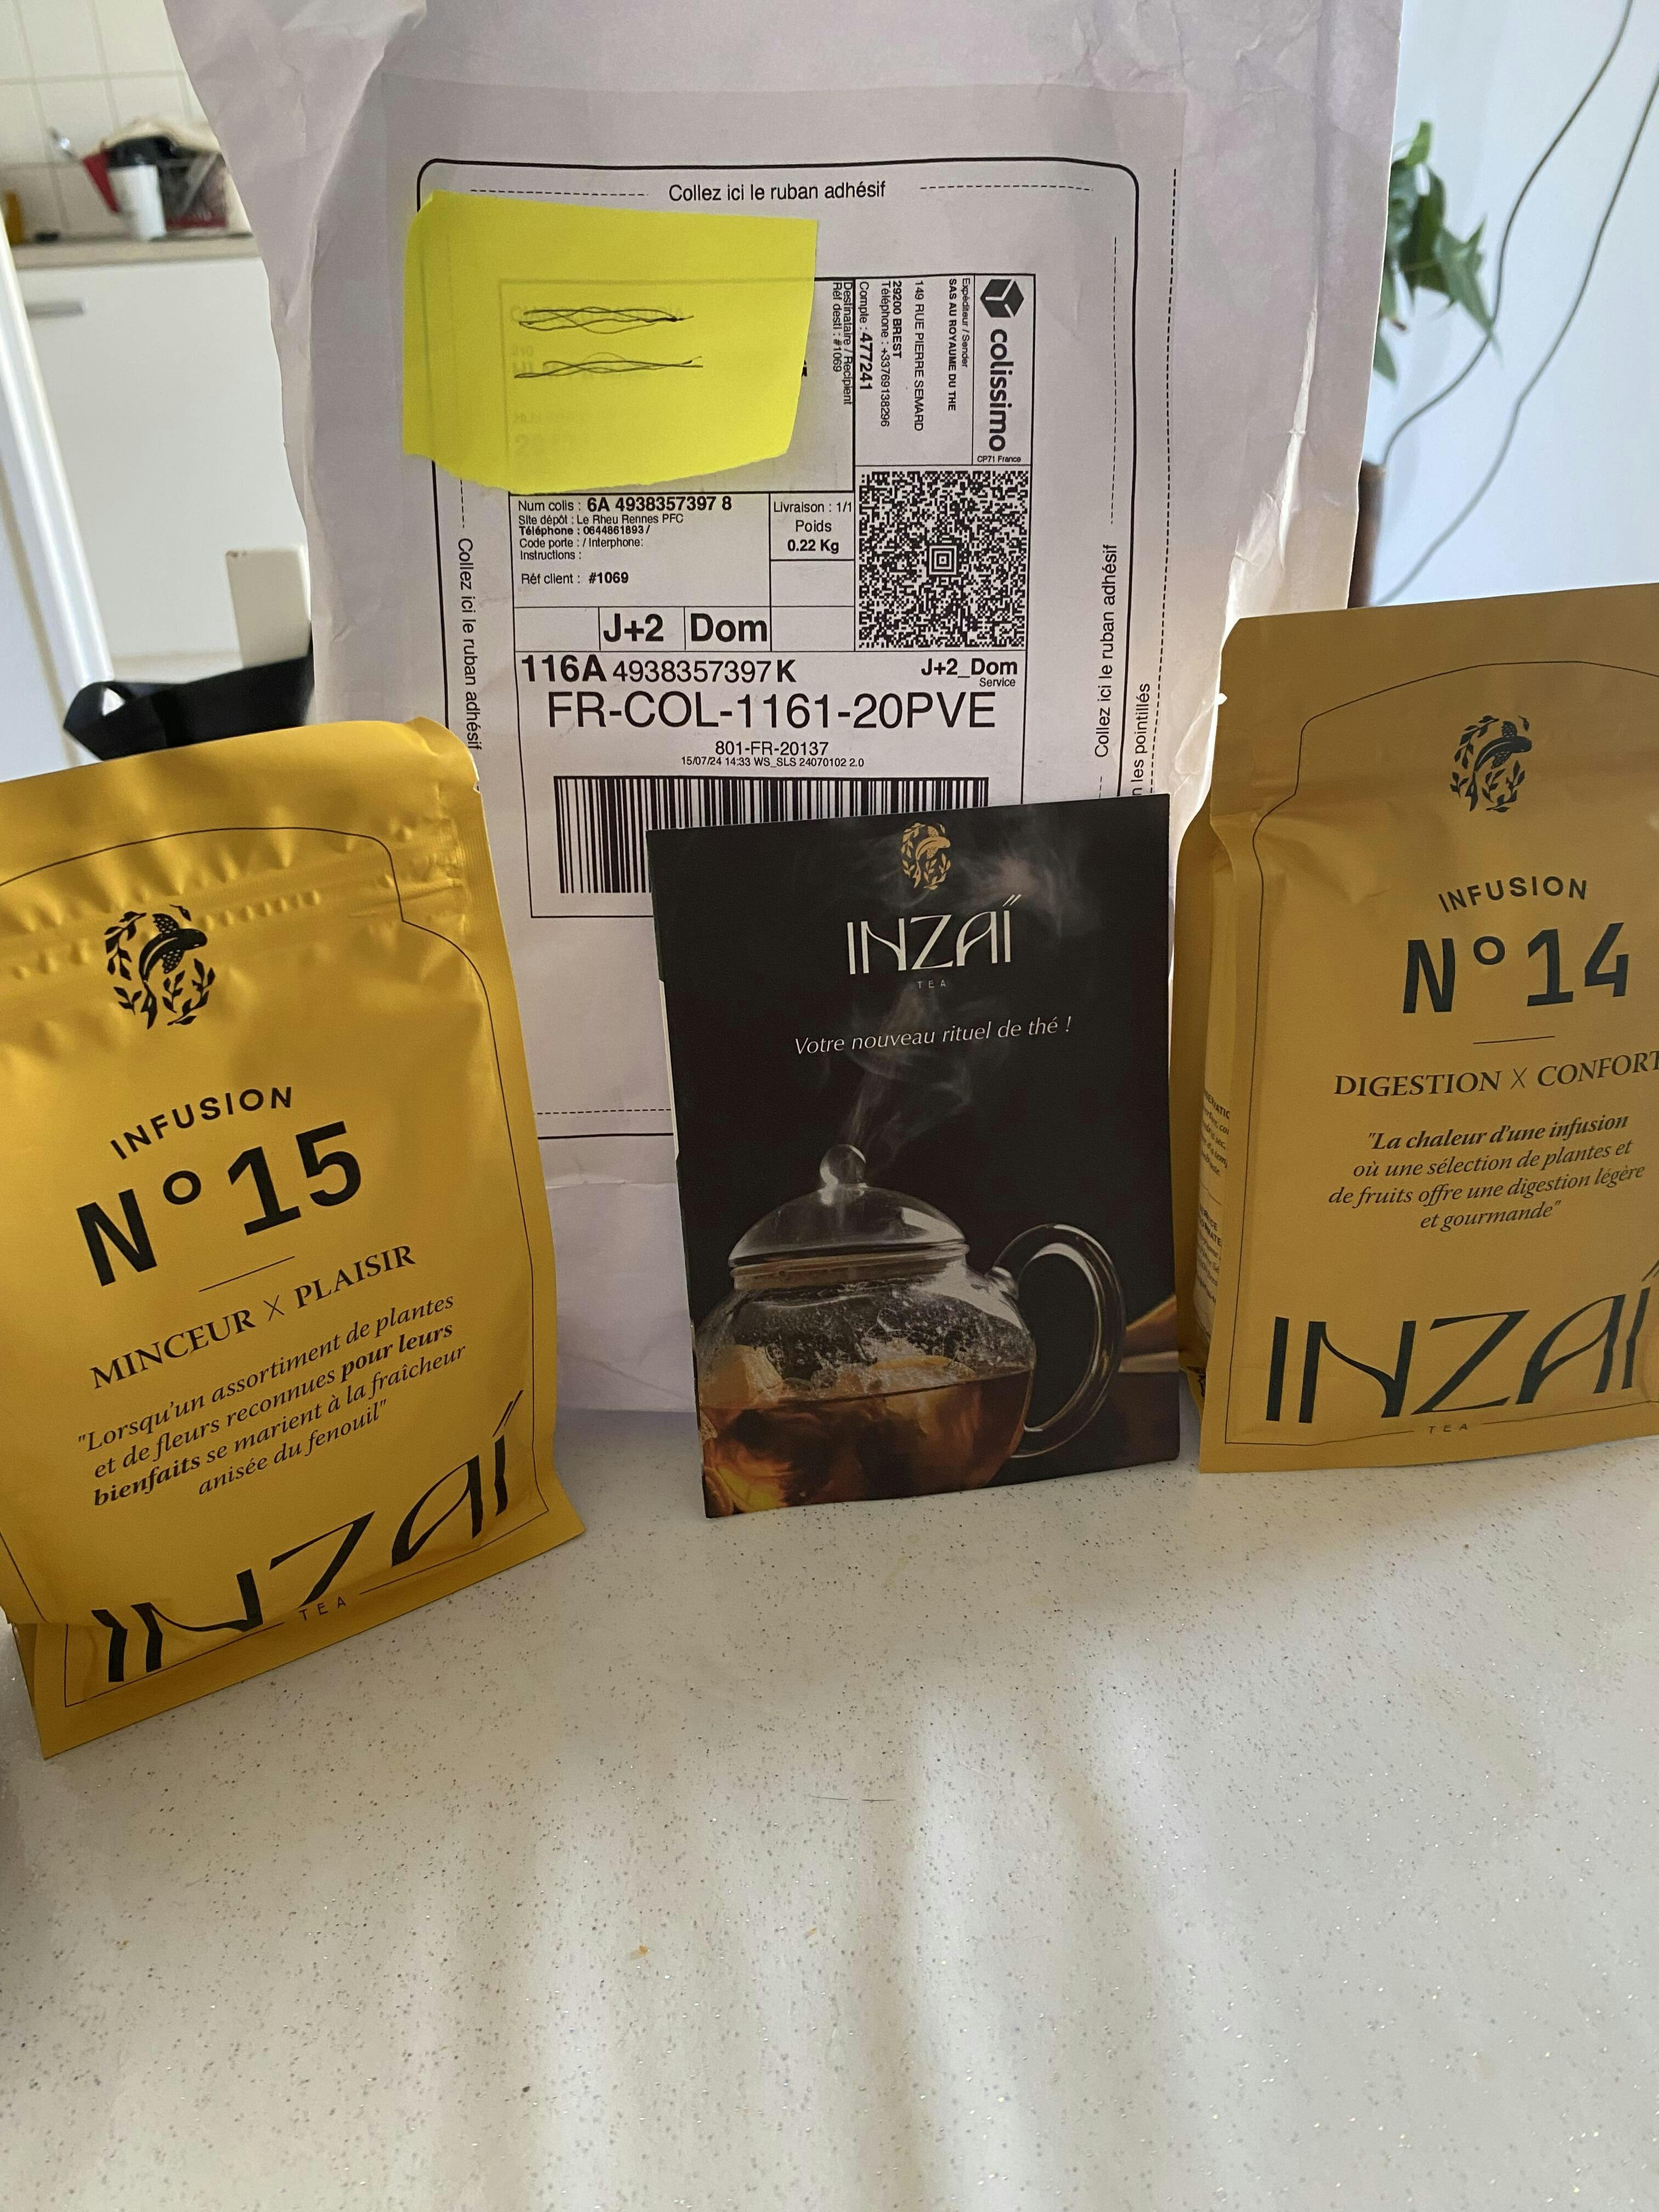 Collez ici le ruban adhésif
colissimo
CP71 France
Expéditeur / Sender
SAS AU ROYAUME DU THE
149 RUE PIERRE SEMARD
29200 BREST
Téléphone : +33769138296
Compte : 477241
Destinataire / Recipient
Réf desti : #1069
Num colis : 6A 4938357397 8
Site dépôt : Le Rheu Rennes PFC
Téléphone : 0644861893 /
Code porte : / Interphone:
Instructions :
Réf client : #1069
Livraison : 1/1
Poids
0.22 Kg
J+2 Dom
116A 4938357397 K
J+2_Dom
Service
FR-COL-1161-20PVE
801-FR-20137
15/07/24 14:33 WS_SLS 24070102 2.0
Collez ici le ruban adhésif
Collez ici le ruban adhésif
les pointillés
INFUSION
N°15
MINCEUR X PLAISIR
"Lorsqu'un assortiment de plantes
et de fleurs reconnues pour leurs
bienfaits se marient à la fraîcheur
anisée du fenouil"
INZAÍ
TEA
INZAÏ
TEA
Votre nouveau rituel de thé !
INFUSION
N°14
DIGESTION X CONFORT
"La chaleur d'une infusion
où une sélection de plantes et
de fruits offre une digestion légère
et gourmande"
INZAÍ
TEA